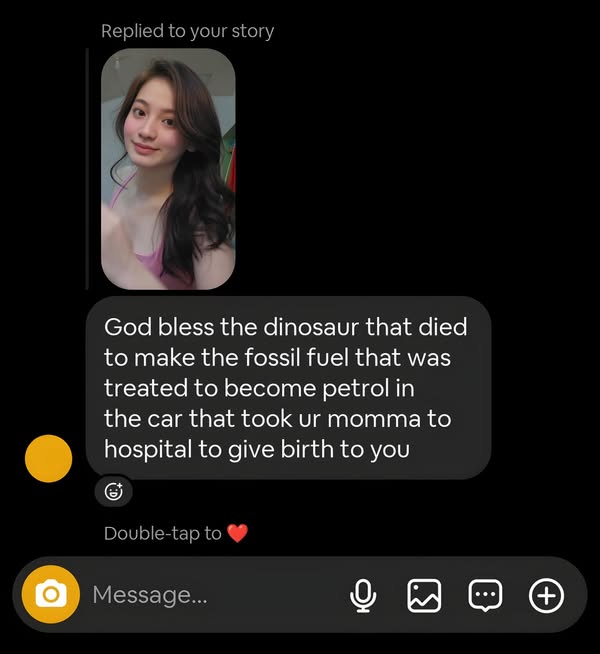 Replied to your story
God bless the dinosaur that died
to make the fossil fuel that was
treated to become petrol in
the car that took ur momma to
hospital to give birth to you
Double-tap to ❤️
Message...